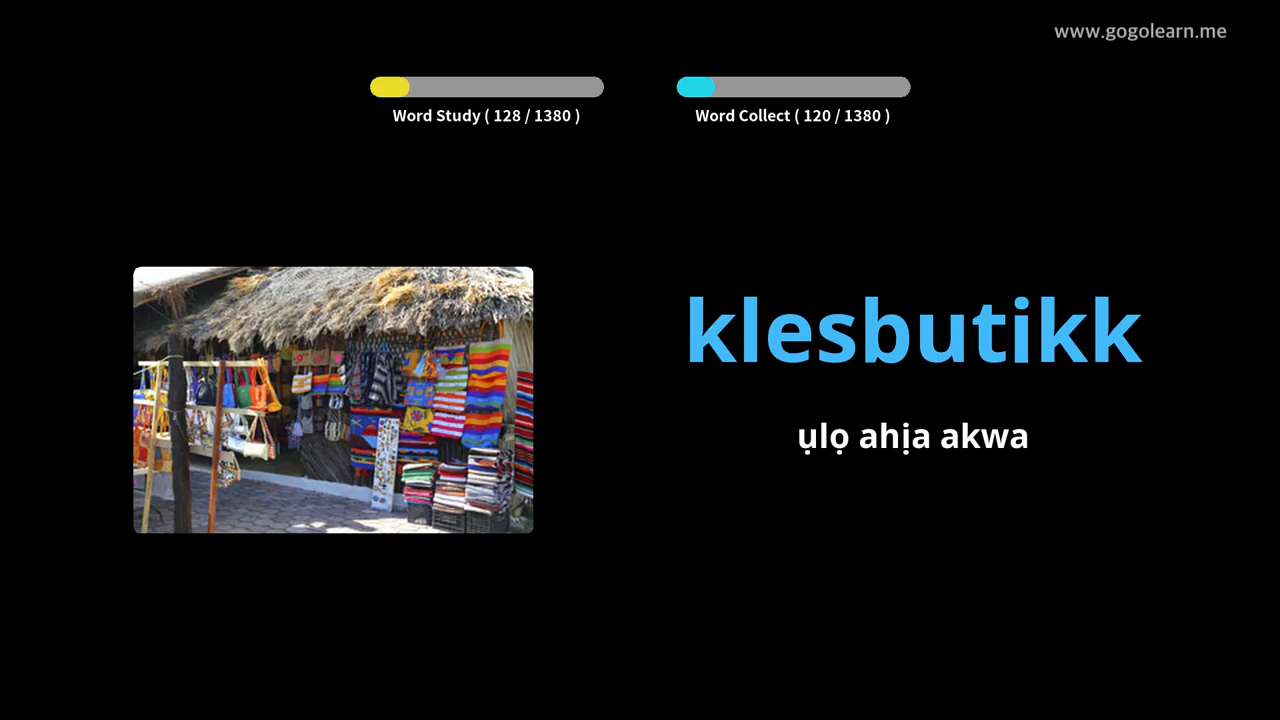 www.gogolearn.me
Word Study ( 128 / 1380 )
Word Collect ( 120 / 1380 )
klesbutikk
ụlọ ahịa akwa